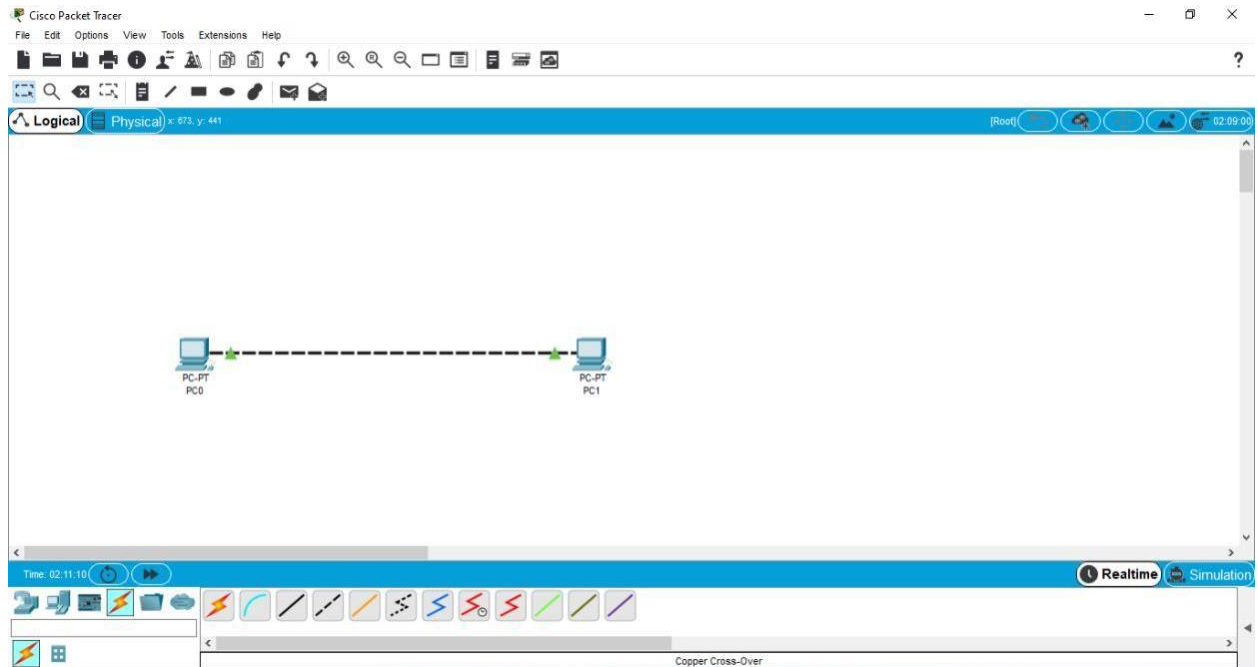 Cisco Packet Tracer
File Edit Options View Tools Extensions Help
?
Logical Physical x: 673, y: 441 [Root] 02:09:00
PC-PT PC-PT
PC0 PC1
Time: 02:11:10 Realtime Simulation
Copper Cross-Over